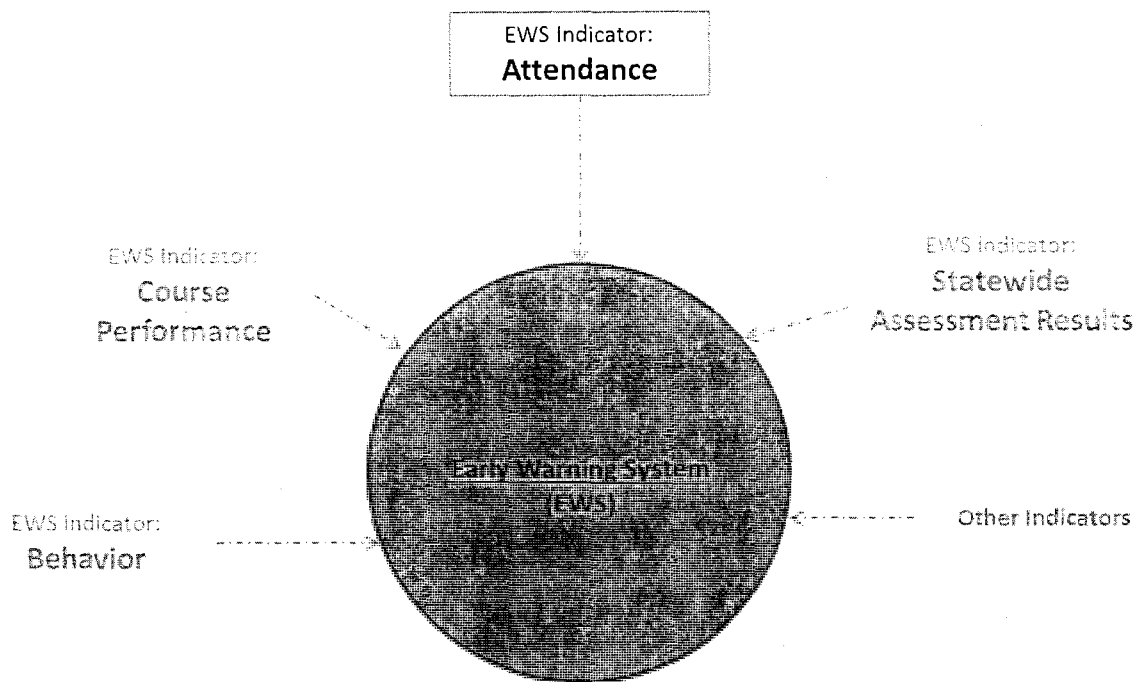 EWS Indicator:
Attendance
EWS Indicator:
Course
Performance
EWS Indicator:
Statewide
Assessment Results
Early Warning System
(EWS)
EWS Indicator:
Behavior
Other Indicators